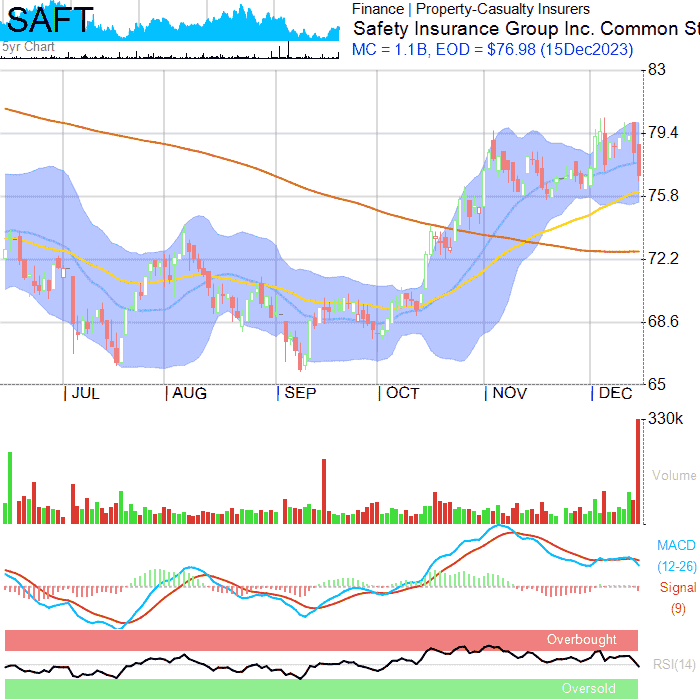 SAFT
5yr Chart
Finance | Property-Casualty Insurers
Safety Insurance Group Inc. Common St
MC = 1.1B, EOD = $76.98 (15Dec2023)
83
79.4
75.8
72.2
68.6
65
JUL
AUG
SEP
OCT
NOV
DEC
330k
Volume
MACD
(12-26)
Signal
(9)
Overbought
RSI(14)
Oversold